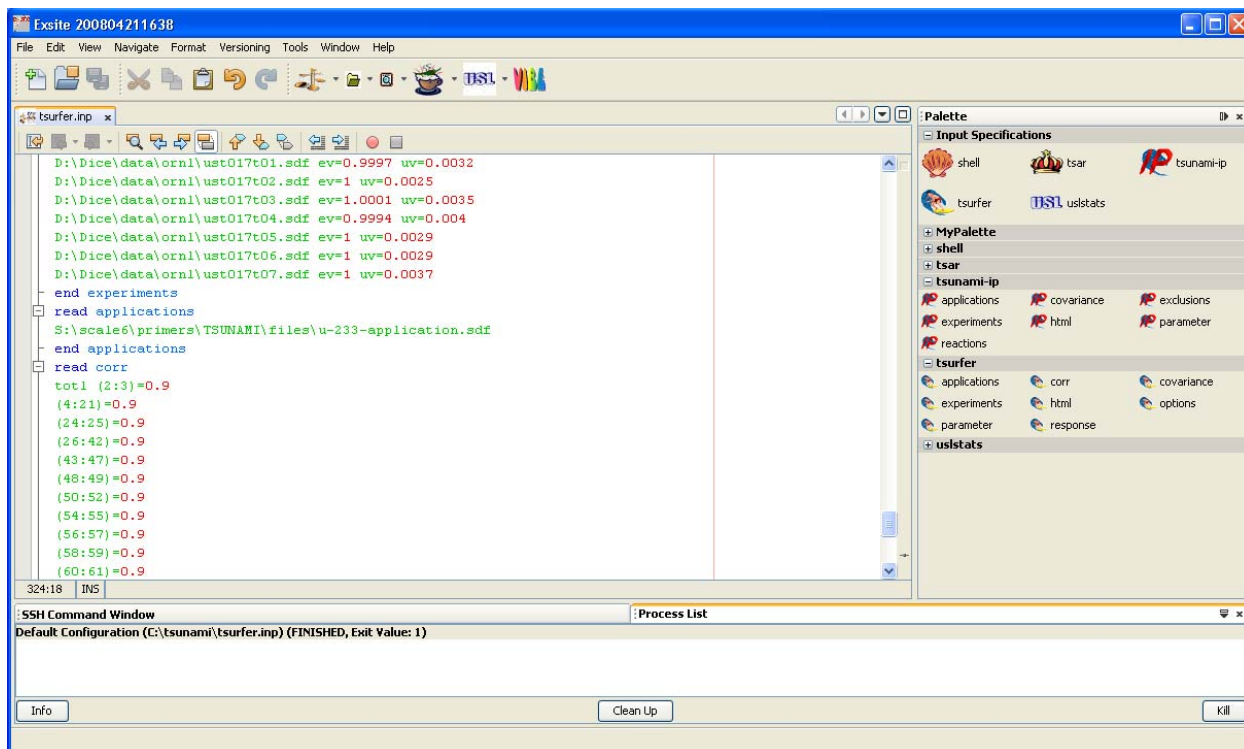 Exsite 200804211638
File Edit View Navigate Format Versioning Tools Window Help
USL
tsurfer.inp x
D:\Dice\data\ornl\ust017t01.sdf ev=0.9997 uv=0.0032
D:\Dice\data\ornl\ust017t02.sdf ev=1 uv=0.0025
D:\Dice\data\ornl\ust017t03.sdf ev=1.0001 uv=0.0035
D:\Dice\data\ornl\ust017t04.sdf ev=0.9994 uv=0.004
D:\Dice\data\ornl\ust017t05.sdf ev=1 uv=0.0029
D:\Dice\data\ornl\ust017t06.sdf ev=1 uv=0.0029
D:\Dice\data\ornl\ust017t07.sdf ev=1 uv=0.0037
end experiments
read applications
S:\scale6\primers\TSUNAMI\files\u-233-application.sdf
end applications
read corr
totl (2:3)=0.9
(4:21)=0.9
(24:25)=0.9
(26:42)=0.9
(43:47)=0.9
(48:49)=0.9
(50:52)=0.9
(54:55)=0.9
(56:57)=0.9
(58:59)=0.9
(60:61)=0.9
324:18 INS
Palette
Input Specifications
shell tsar tsunami-ip
tsurfer USL uslstats
MyPalette
shell
tsar
tsunami-ip
applications covariance exclusions
experiments html parameter
reactions
tsurfer
applications corr covariance
experiments html options
parameter response
uslstats
SSH Command Window Process List
Default Configuration (C:\tsunami\tsurfer.inp) (FINISHED, Exit Value: 1)
Info Clean Up Kill